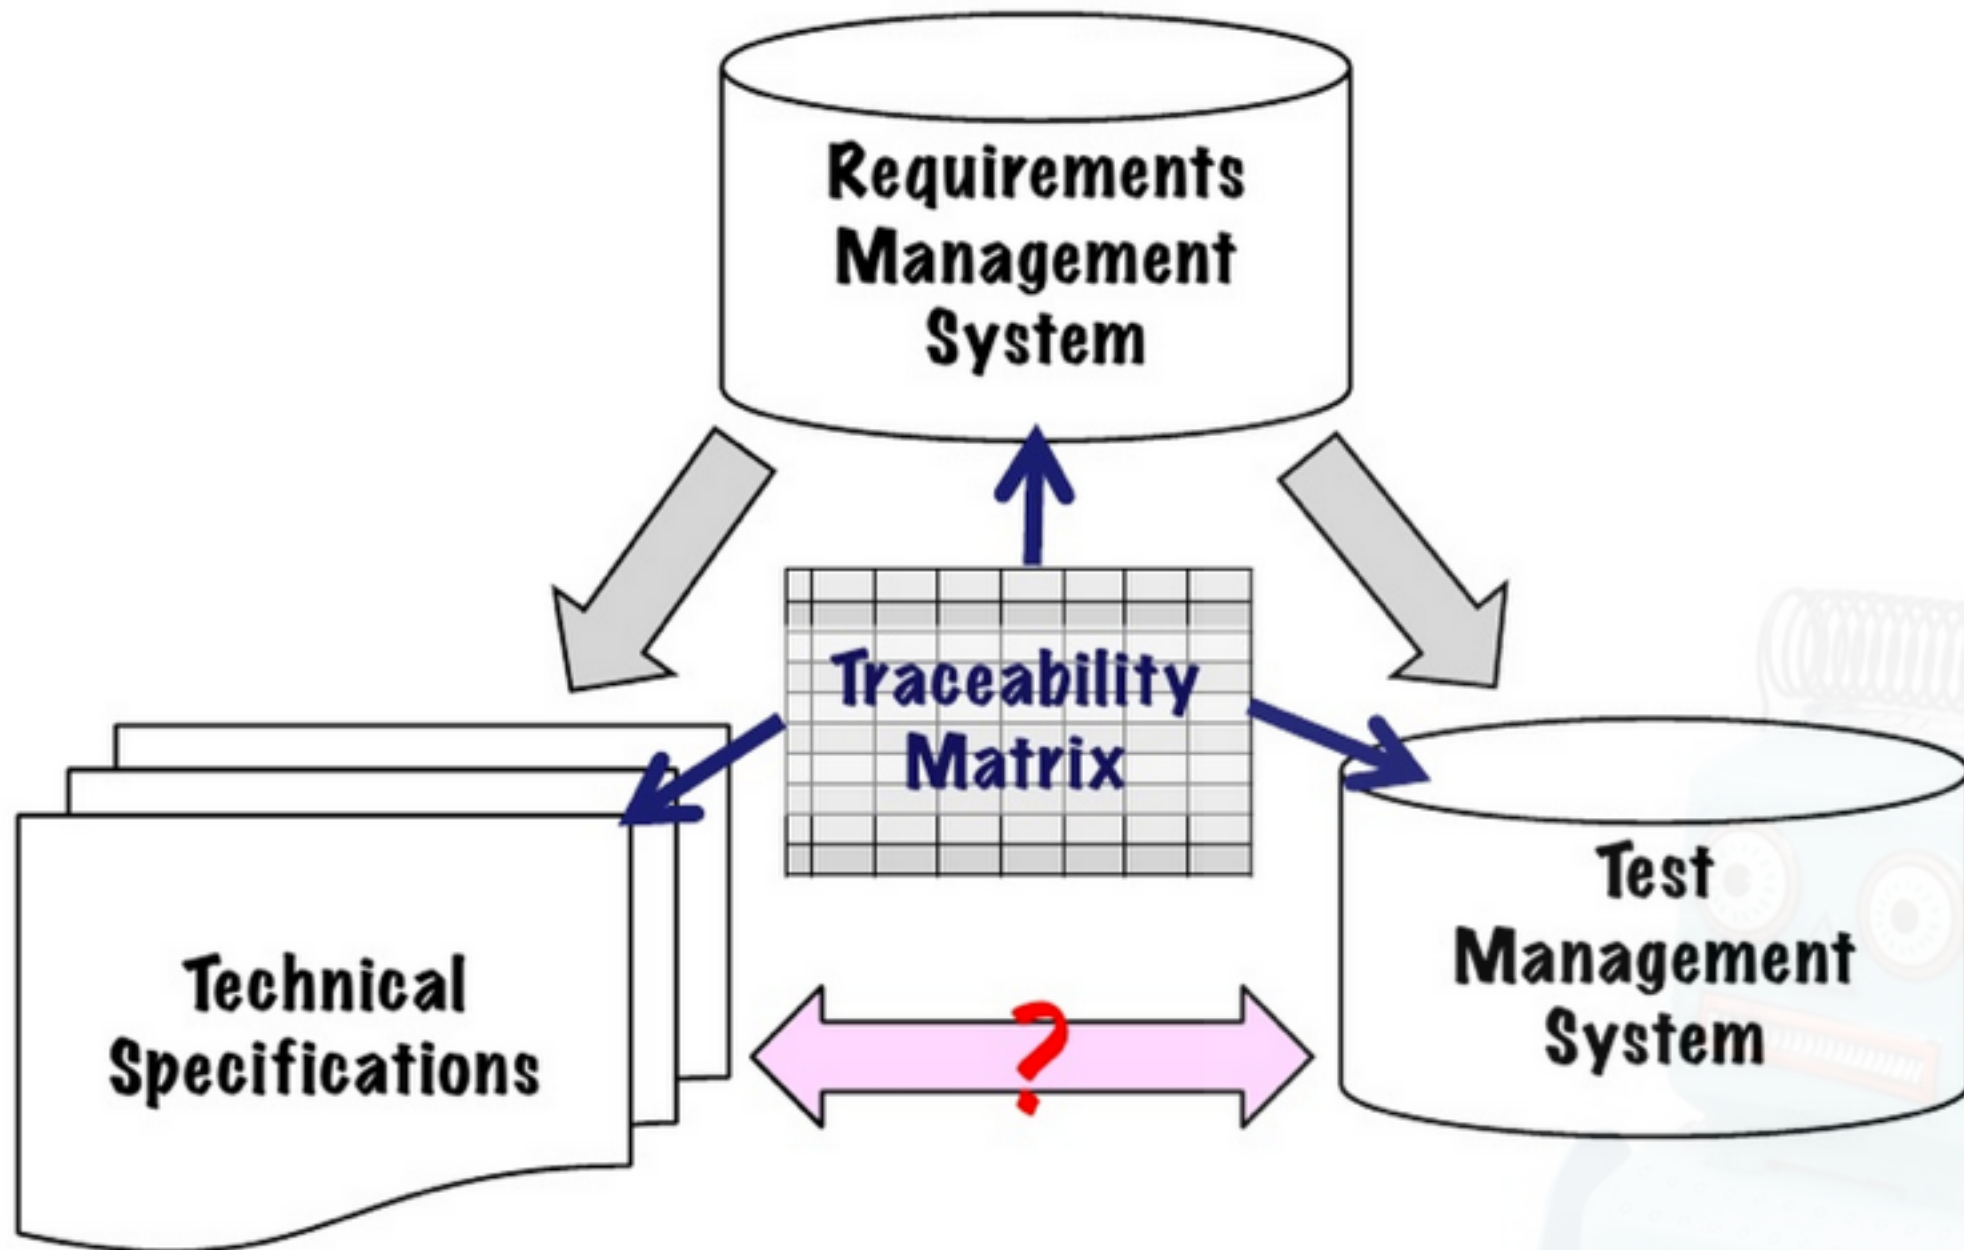 Requirements
Management
System
Traceability
Matrix
Technical
Specifications
?
Test
Management
System